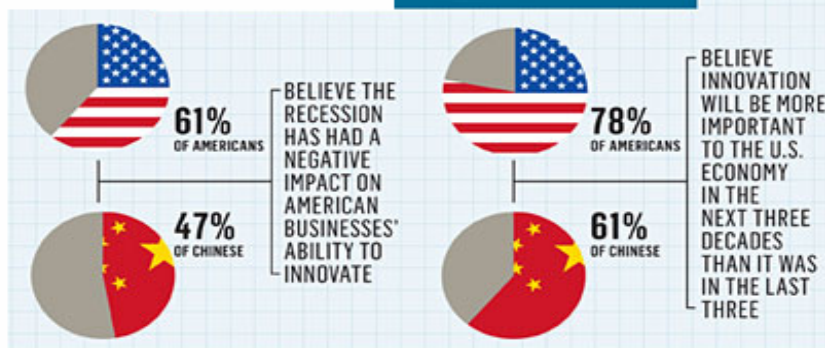 61%
OF AMERICANS
47%
OF CHINESE
BELIEVE THE
RECESSION
HAS HAD A
NEGATIVE
IMPACT ON
AMERICAN
BUSINESSES'
ABILITY TO
INNOVATE
78%
OF AMERICANS
61%
OF CHINESE
BELIEVE
INNOVATION
WILL BE MORE
IMPORTANT
TO THE U.S.
ECONOMY
IN THE
NEXT THREE
DECADES
THAN IT WAS
IN THE LAST
THREE